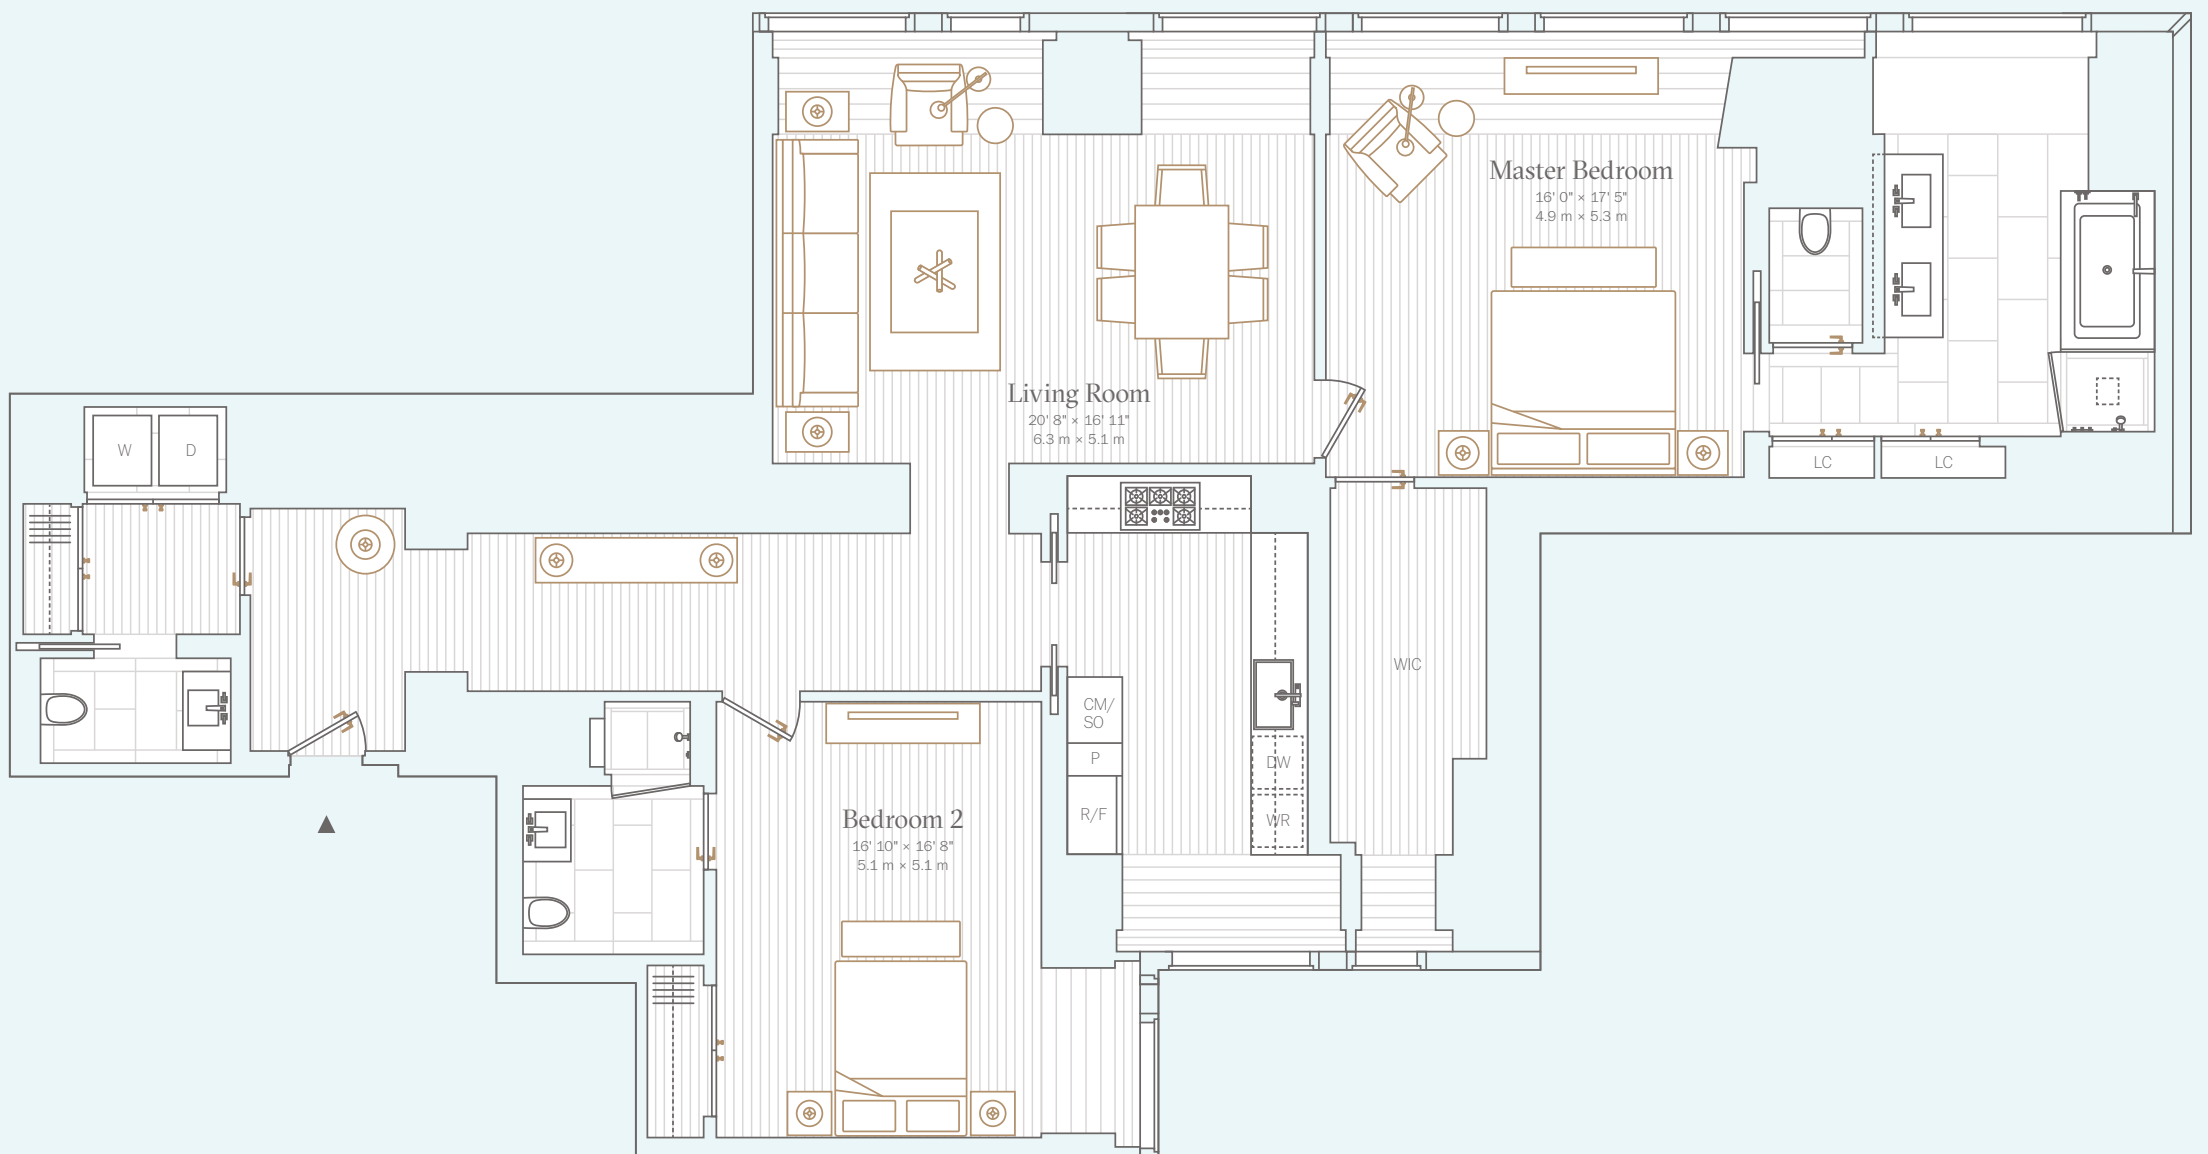 Master Bedroom
16' 0" × 17' 5"
4.9 m × 5.3 m
Living Room
20' 8" × 16' 11"
6.3 m × 5.1 m
W
D
LC
LC
WIC
CM/
SO
P
R/F
DW
WR
Bedroom 2
16' 10" × 16' 8"
5.1 m × 5.1 m